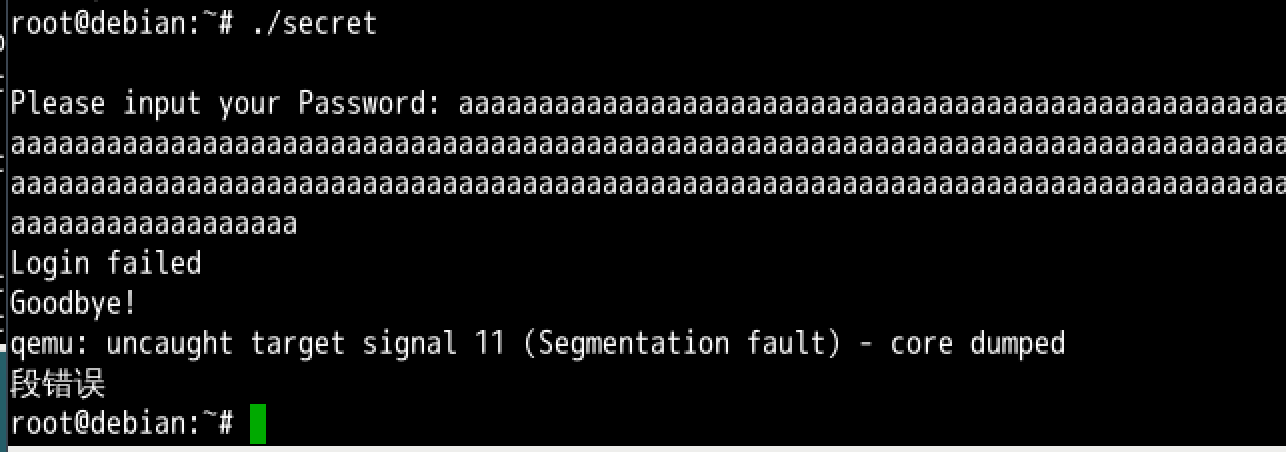 root@debian:~# ./secret
Please input your Password: aaaaaaaaaaaaaaaaaaaaaaaaaaaaaaaaaaaaaaaaaaaaaaaaaaaa
aaaaaaaaaaaaaaaaaaaaaaaaaaaaaaaaaaaaaaaaaaaaaaaaaaaaaaaaaaaaaaaaaaaaaaaaaaaaaaaa
aaaaaaaaaaaaaaaaaaaaaaaaaaaaaaaaaaaaaaaaaaaaaaaaaaaaaaaaaaaaaaaaaaaaaaaaaaaaaaaa
aaaaaaaaaaaaaaaaaa
Login failed
Goodbye!
qemu: uncaught target signal 11 (Segmentation fault) - core dumped
段错误
root@debian:~#